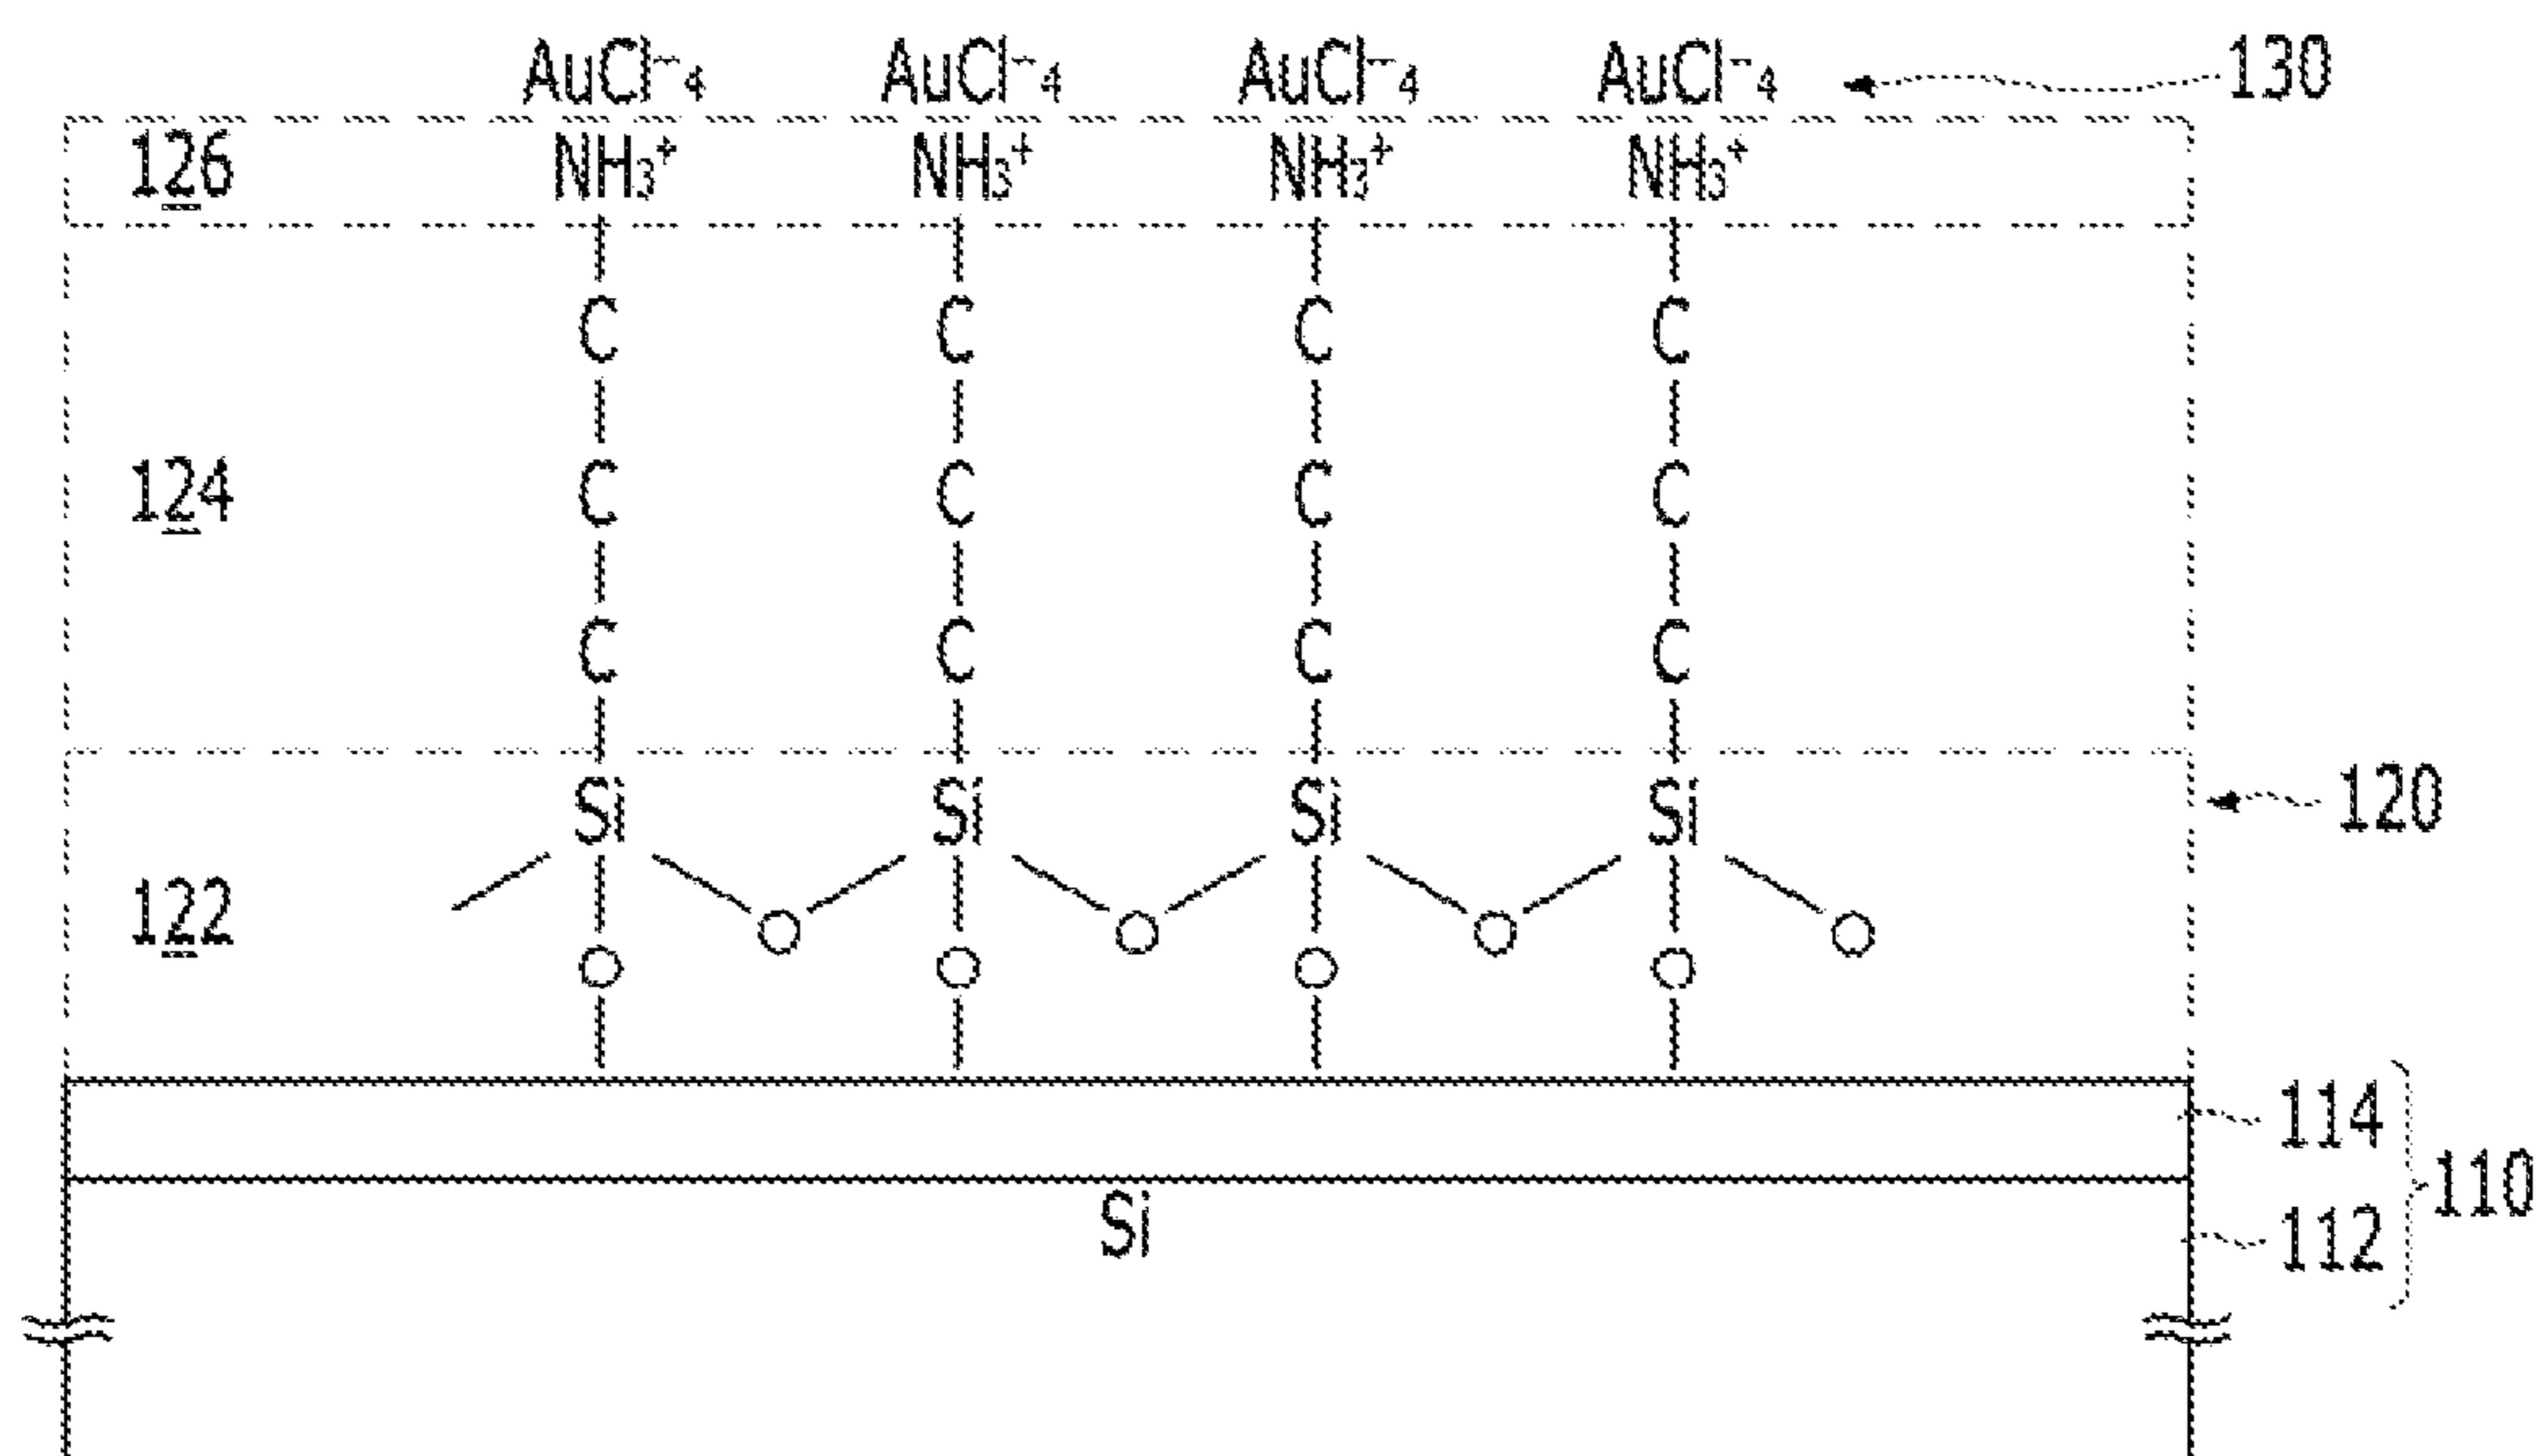 AuCl⁻₄ AuCl⁻₄ AuCl⁻₄ AuCl⁻₄ 130
126 NH₃⁺ NH₃⁺ NH₃⁺ NH₃⁺
C C C C
124 C C C C
C C C C
Si Si Si Si 120
122 O O O O
O O O O
114
110
Si 112